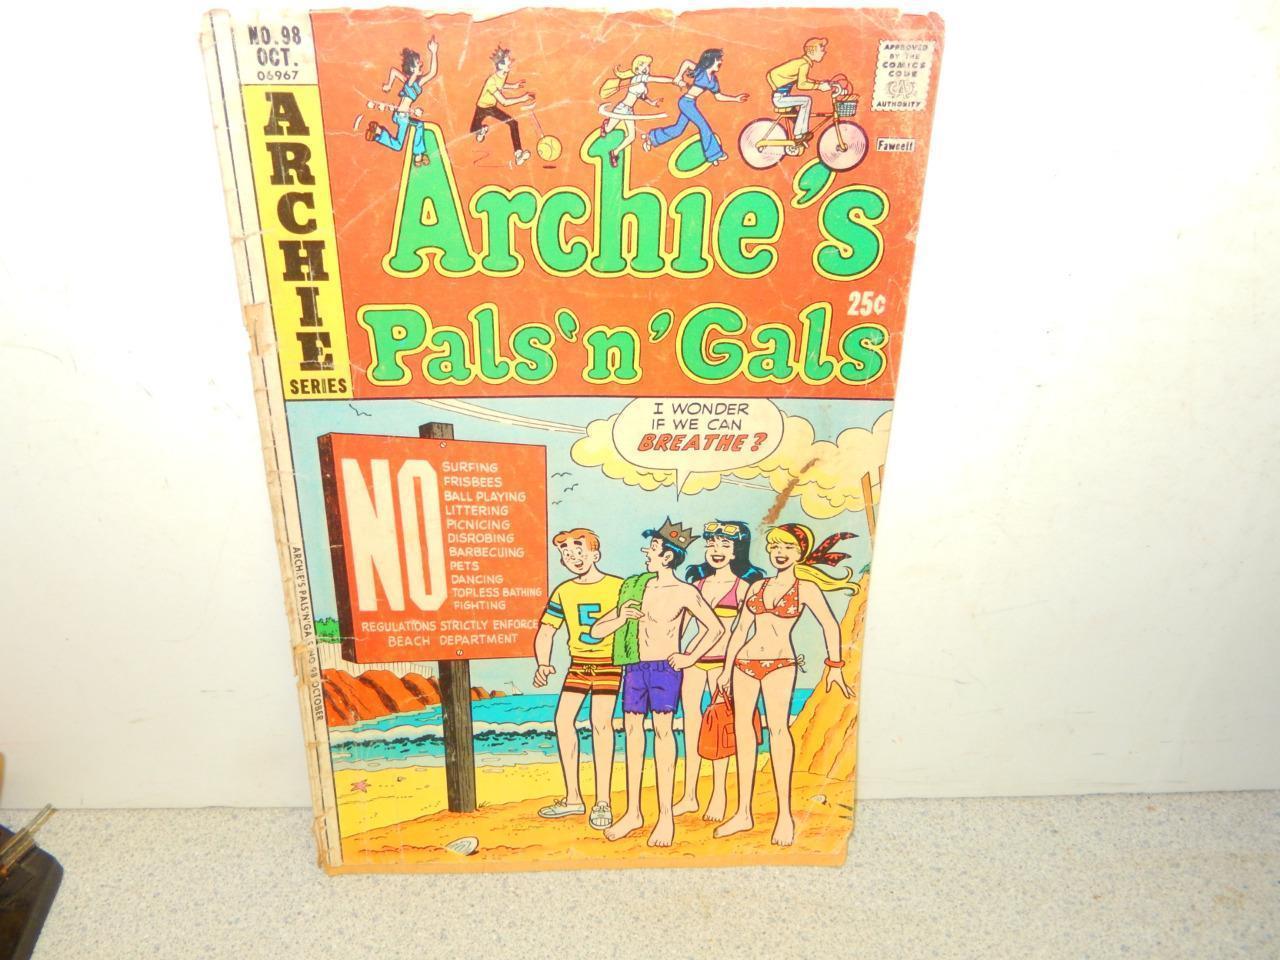 NO. 98
OCT.
06967
ARCHIE
SERIES
APPROVED
BY THE
COMICS
CODE
CA
AUTHORITY
Fawcett
Archie's
25¢
Pals 'n' Gals
I WONDER
IF WE CAN
BREATHE?
NO
SURFING
FRISBEES
BALL PLAYING
LITTERING
PICNICING
DISROBING
BARBECUING
PETS
DANCING
TOPLESS BATHING
FIGHTING
REGULATIONS STRICTLY ENFORCE
BEACH DEPARTMENT
5
ARCHIE'S PALS 'N' GALS NO. 98 OCTOBER